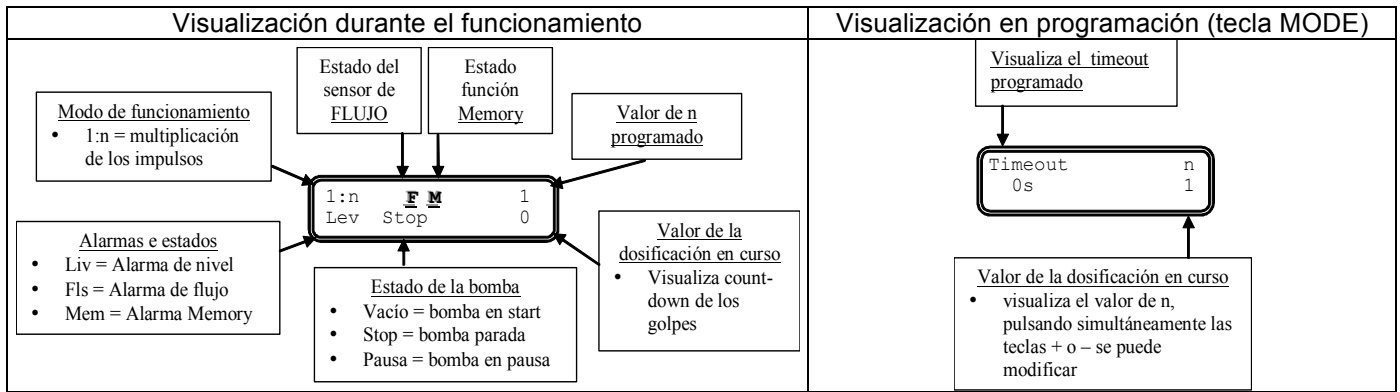 Visualización durante el funcionamiento
Visualización en programación (tecla MODE)
Estado del
sensor de
FLUJO
Estado
función
Memory
Modo de funcionamiento
• 1:n = multiplicación
de los impulsos
Valor de n
programado
1:n F M 1
Lev Stop 0
Alarmas e estados
• Liv = Alarma de nivel
• Fls = Alarma de flujo
• Mem = Alarma Memory
Estado de la bomba
• Vacío = bomba en start
• Stop = bomba parada
• Pausa = bomba en pausa
Valor de la
dosificación en curso
• Visualiza count-
down de los
golpes
Visualiza el timeout
programado
Timeout n
0s 1
Valor de la dosificación en curso
• visualiza el valor de n,
pulsando simultáneamente las
teclas + o – se puede
modificar